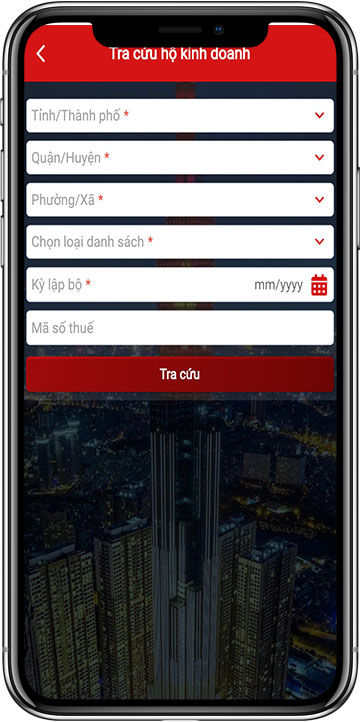 Tra cứu hộ kinh doanh
Tỉnh/Thành phố *
Quận/Huyện *
Phường/Xã *
Chọn loại danh sách *
Kỳ lập bộ * mm/yyyy
Mã số thuế
Tra cứu